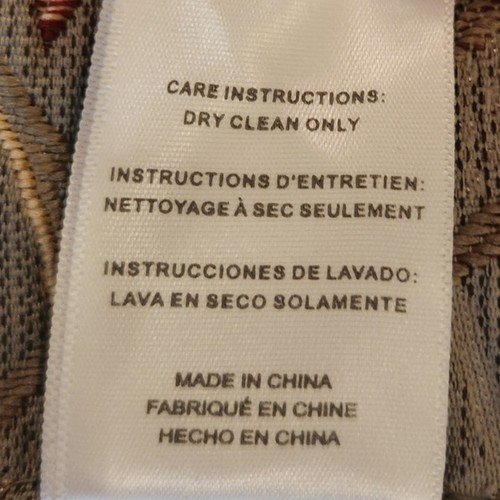 CARE INSTRUCTIONS:
DRY CLEAN ONLY
INSTRUCTIONS D'ENTRETIEN:
NETTOYAGE À SEC SEULEMENT
INSTRUCCIONES DE LAVADO:
LAVA EN SECO SOLAMENTE
MADE IN CHINA
FABRIQUÉ EN CHINE
HECHO EN CHINA